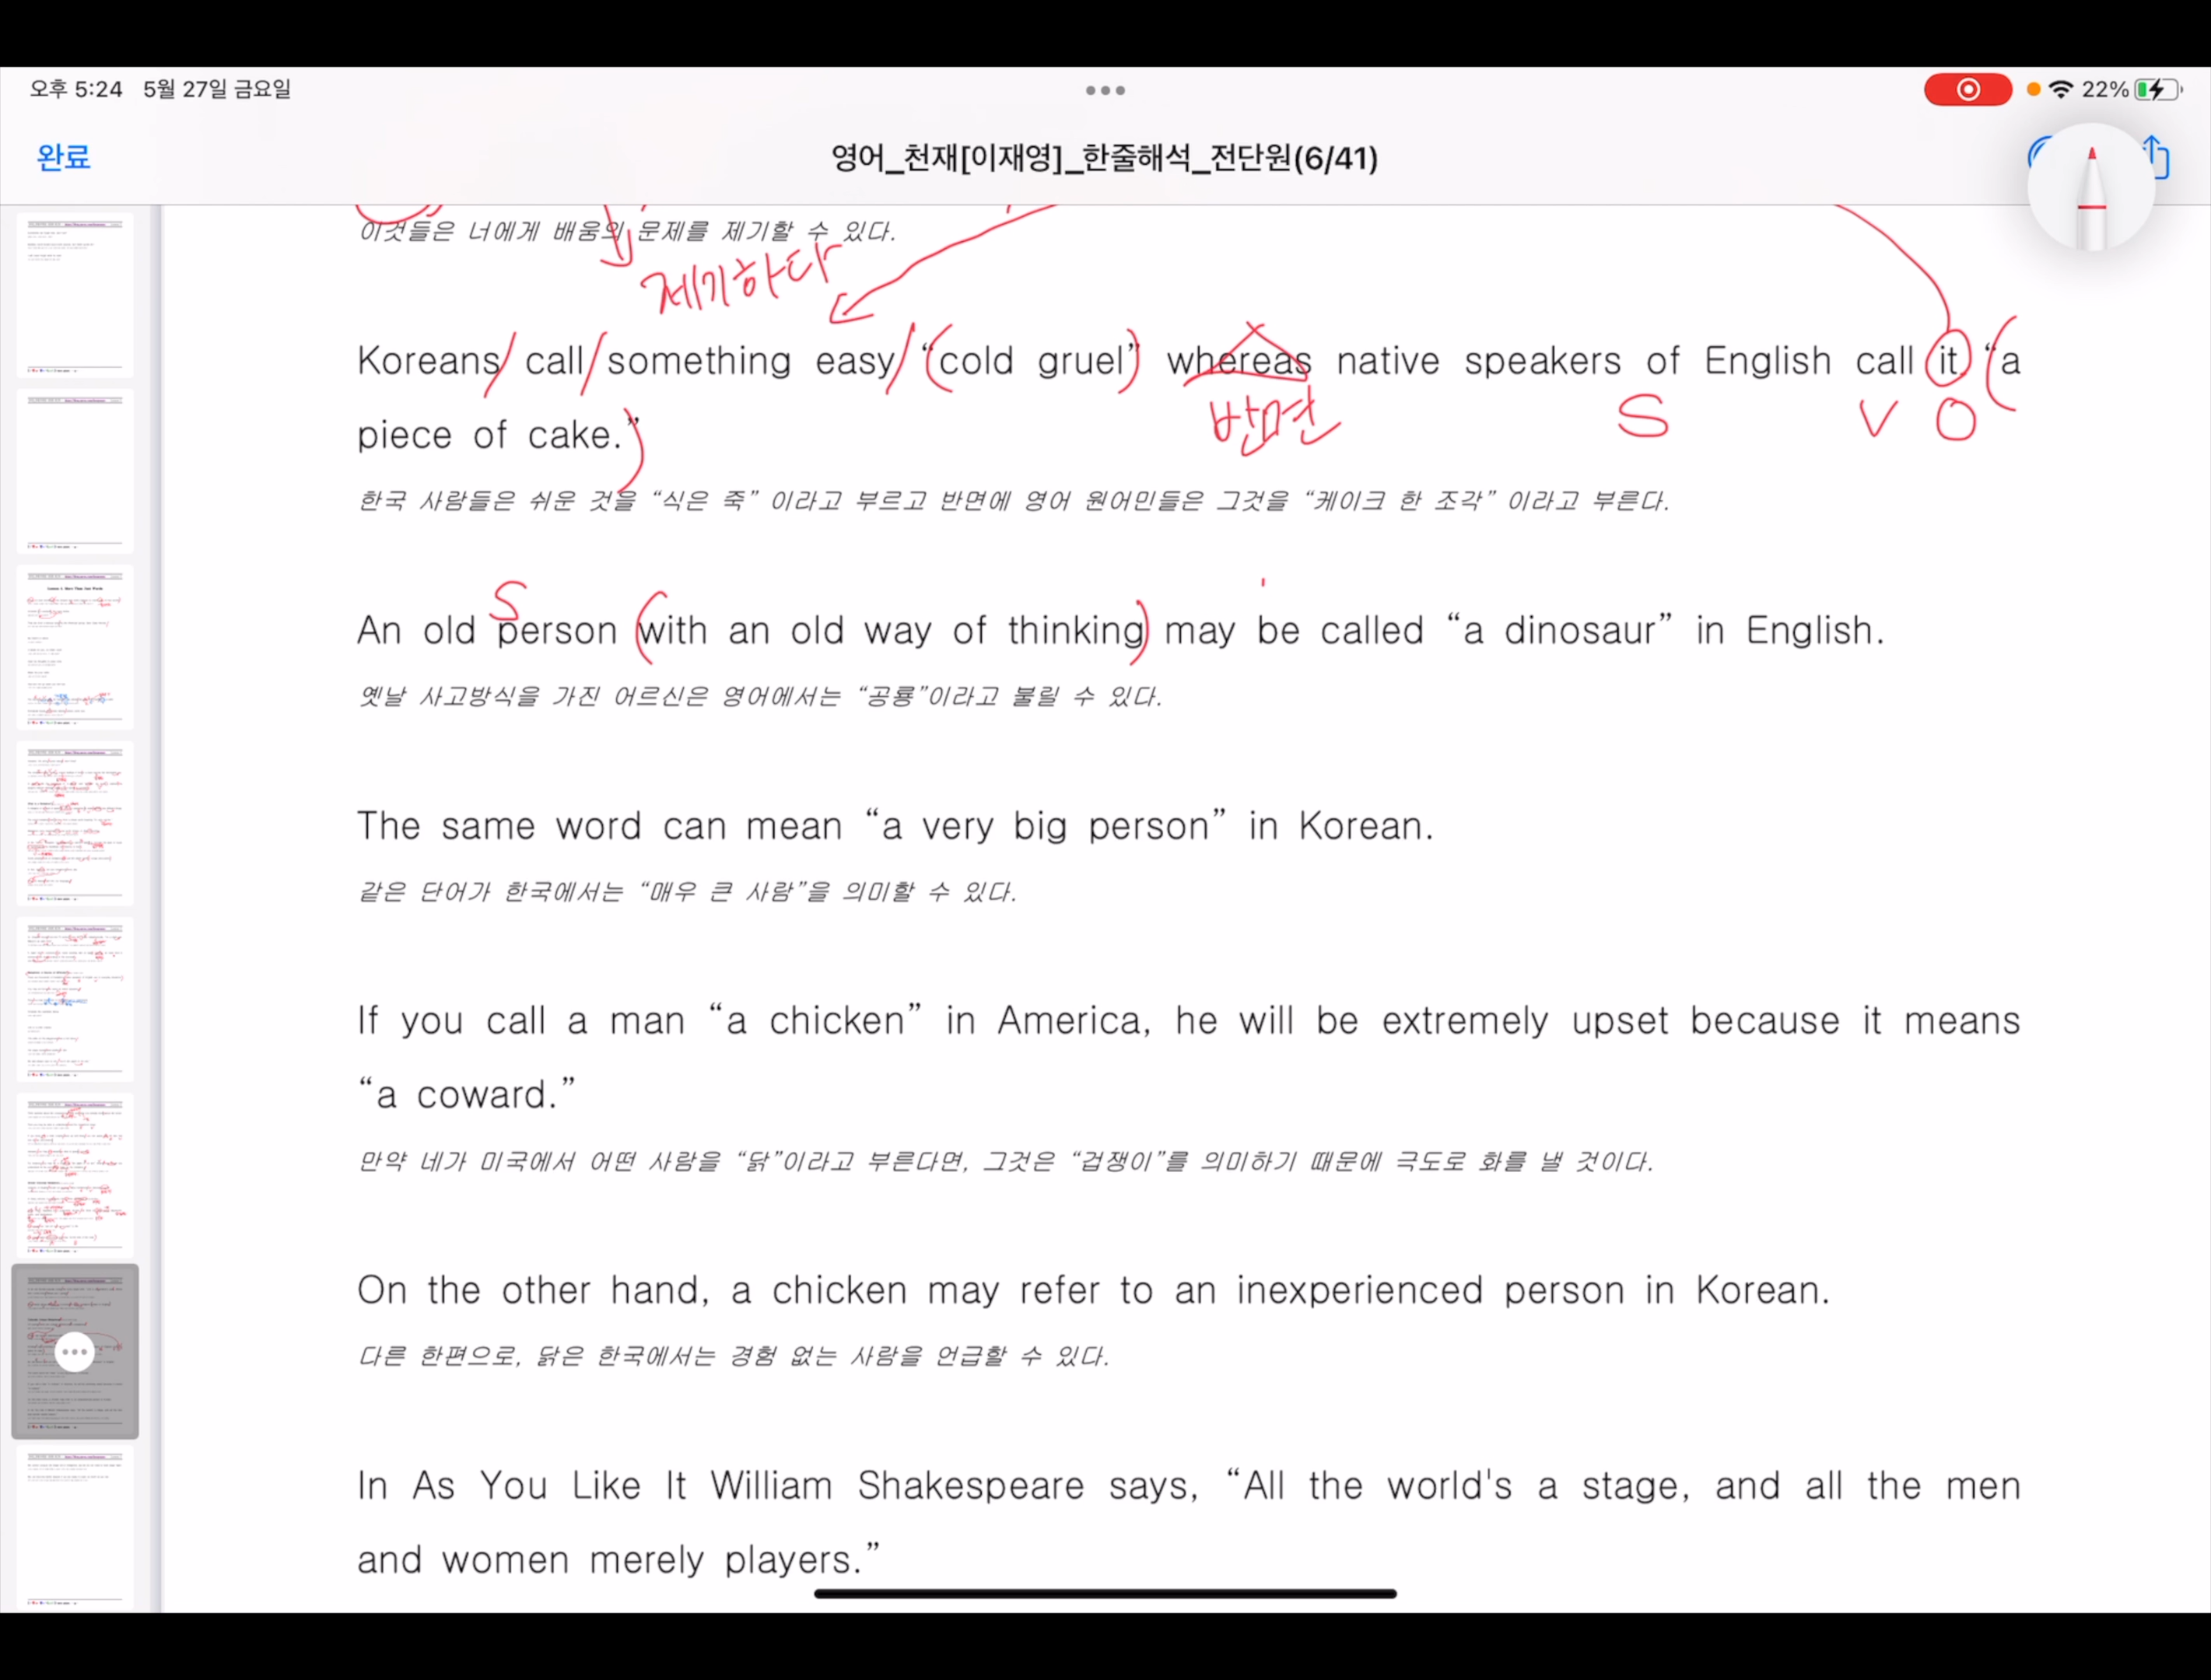 오후 5:24 5월 27일 금요일
22%
완료
영어_천재[이재영]_한줄해석_전단원(6/41)
이것들은 너에게 배움의 문제를 제기할 수 있다.
제기하다
Koreans call something easy “cold gruel” whereas native speakers of English call it “a
반면 S V O
piece of cake.”
한국 사람들은 쉬운 것을 “식은 죽” 이라고 부르고 반면에 영어 원어민들은 그것을 “케이크 한 조각” 이라고 부른다.
S
An old person with an old way of thinking may be called “a dinosaur” in English.
옛날 사고방식을 가진 어르신은 영어에서는 “공룡”이라고 불릴 수 있다.
The same word can mean “a very big person” in Korean.
같은 단어가 한국에서는 “매우 큰 사람”을 의미할 수 있다.
If you call a man “a chicken” in America, he will be extremely upset because it means
“a coward.”
만약 네가 미국에서 어떤 사람을 “닭”이라고 부른다면, 그것은 “겁쟁이”를 의미하기 때문에 극도로 화를 낼 것이다.
On the other hand, a chicken may refer to an inexperienced person in Korean.
다른 한편으로, 닭은 한국에서는 경험 없는 사람을 언급할 수 있다.
In As You Like It William Shakespeare says, “All the world's a stage, and all the men
and women merely players.”